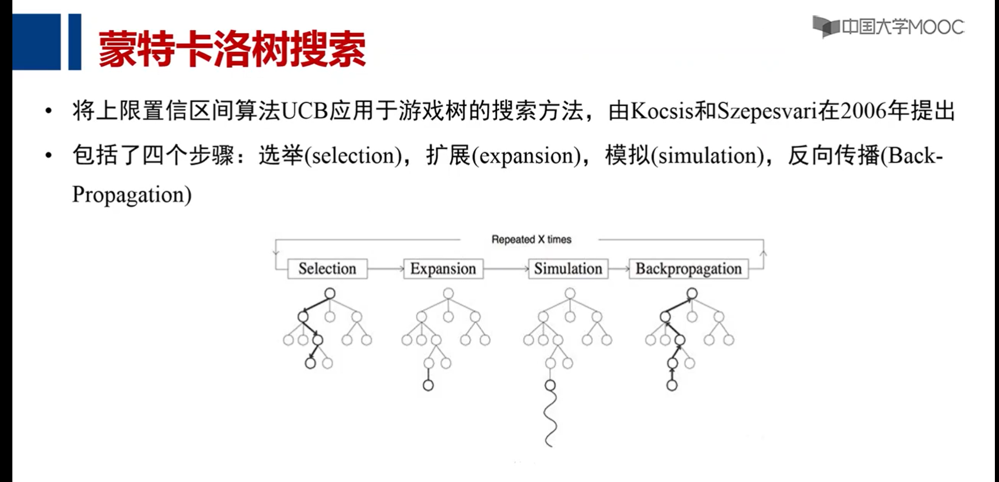 中国大学MOOC
蒙特卡洛树搜索
• 将上限置信区间算法UCB应用于游戏树的搜索方法，由Kocsis和Szepesvari在2006年提出
• 包括了四个步骤：选举(selection)，扩展(expansion)，模拟(simulation)，反向传播(Back-
Propagation)
Repeated X times
Selection
Expansion
Simulation
Backpropagation